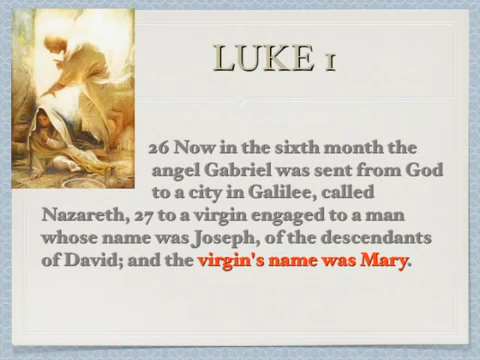 LUKE 1
26 Now in the sixth month the
angel Gabriel was sent from God
to a city in Galilee, called
Nazareth, 27 to a virgin engaged to a man
whose name was Joseph, of the descendants
of David; and the virgin's name was Mary.